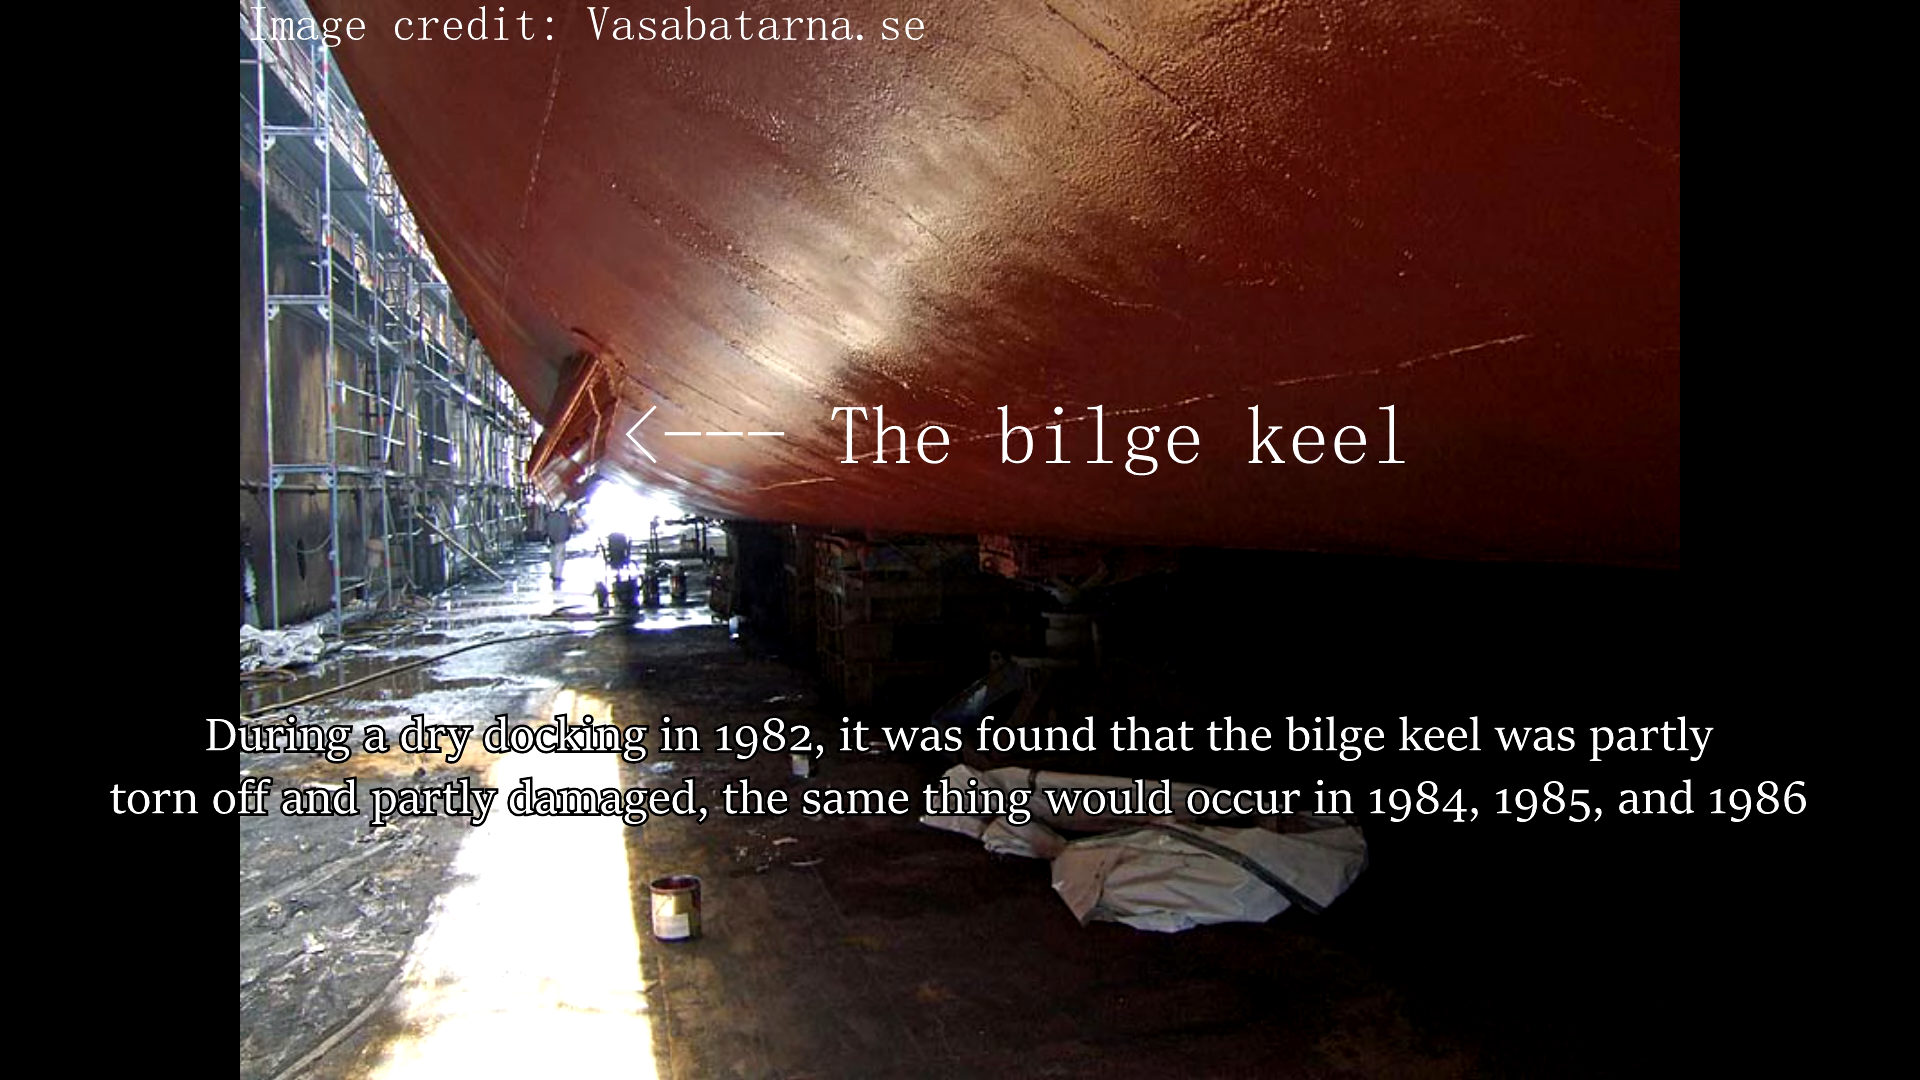 Image credit: Vasabatarna.se
<--- The bilge keel
During a dry docking in 1982, it was found that the bilge keel was partly
torn off and partly damaged, the same thing would occur in 1984, 1985, and 1986